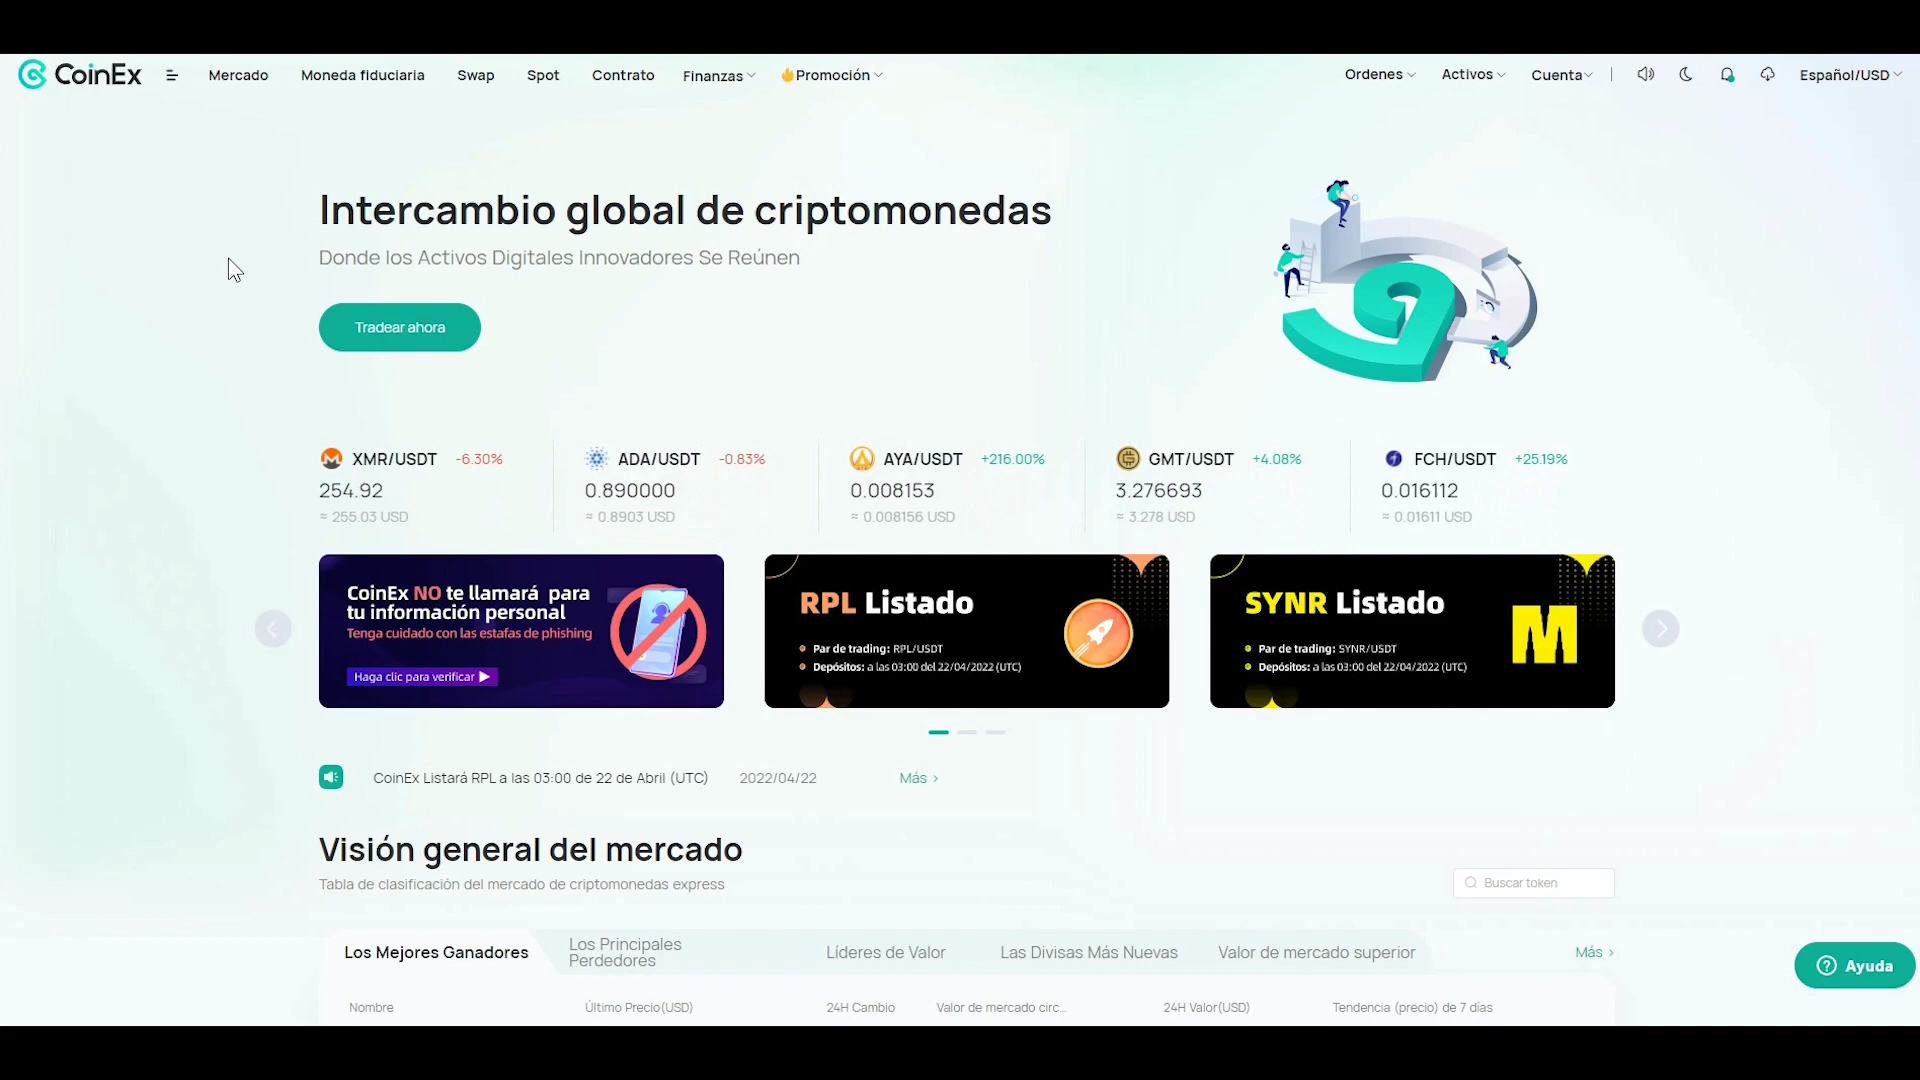 CoinEx
Mercado
Moneda fiduciaria
Swap
Spot
Contrato
Finanzas
Promoción
Ordenes
Activos
Cuenta
Español/USD
Intercambio global de criptomonedas
Donde los Activos Digitales Innovadores Se Reúnen
Tradear ahora
XMR/USDT -6.30%
254.92
≈ 255.03 USD
ADA/USDT -0.83%
0.890000
≈ 0.8903 USD
AYA/USDT +216.00%
0.008153
≈ 0.008156 USD
GMT/USDT +4.08%
3.276693
≈ 3.278 USD
FCH/USDT +25.19%
0.016112
≈ 0.01611 USD
CoinEx NO te llamará para
tu información personal
Tenga cuidado con las estafas de phishing
Haga clic para verificar
RPL Listado
Par de trading: RPL/USDT
Depósitos: a las 03:00 del 22/04/2022 (UTC)
SYNR Listado
Par de trading: SYNR/USDT
Depósitos: a las 03:00 del 22/04/2022 (UTC)
M
CoinEx Listará RPL a las 03:00 de 22 de Abril (UTC) 2022/04/22 Más >
Visión general del mercado
Tabla de clasificación del mercado de criptomonedas express
Buscar token
Los Mejores Ganadores
Los Principales
Perdedores
Líderes de Valor
Las Divisas Más Nuevas
Valor de mercado superior
Más >
Ayuda
Nombre
Último Precio(USD)
24H Cambio
Valor de mercado circ...
24H Valor(USD)
Tendencia (precio) de 7 días